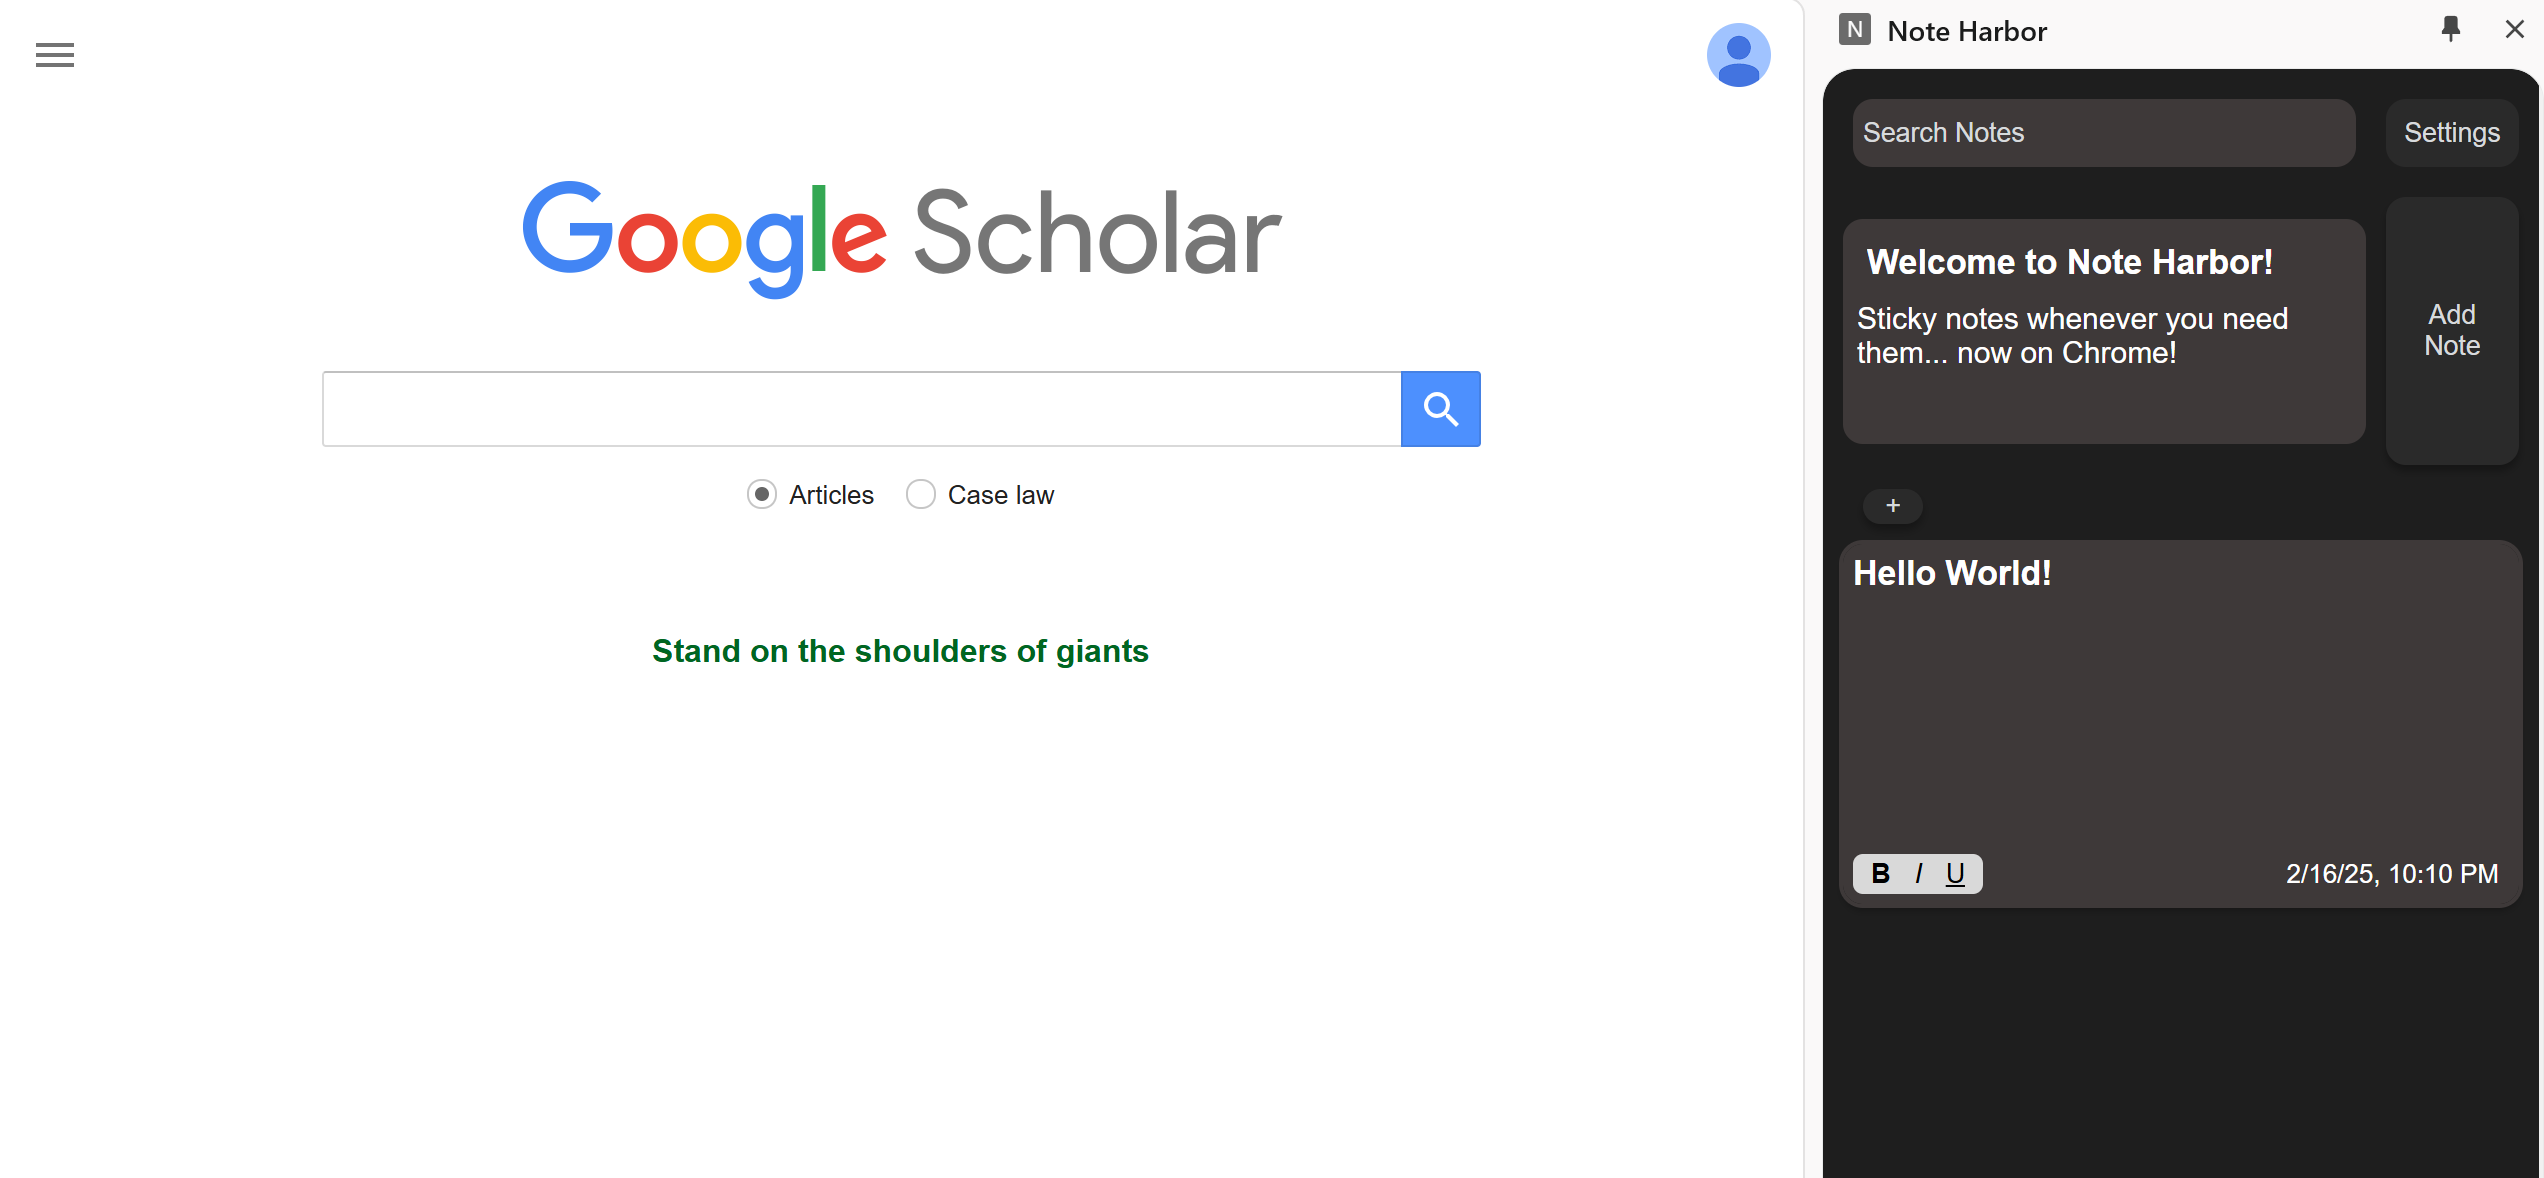 Google Scholar
Articles
Case law
Stand on the shoulders of giants
N
Note Harbor
Search Notes
Settings
Welcome to Note Harbor!
Sticky notes whenever you need
them... now on Chrome!
Add
Note
+
Hello World!
B I U
2/16/25, 10:10 PM